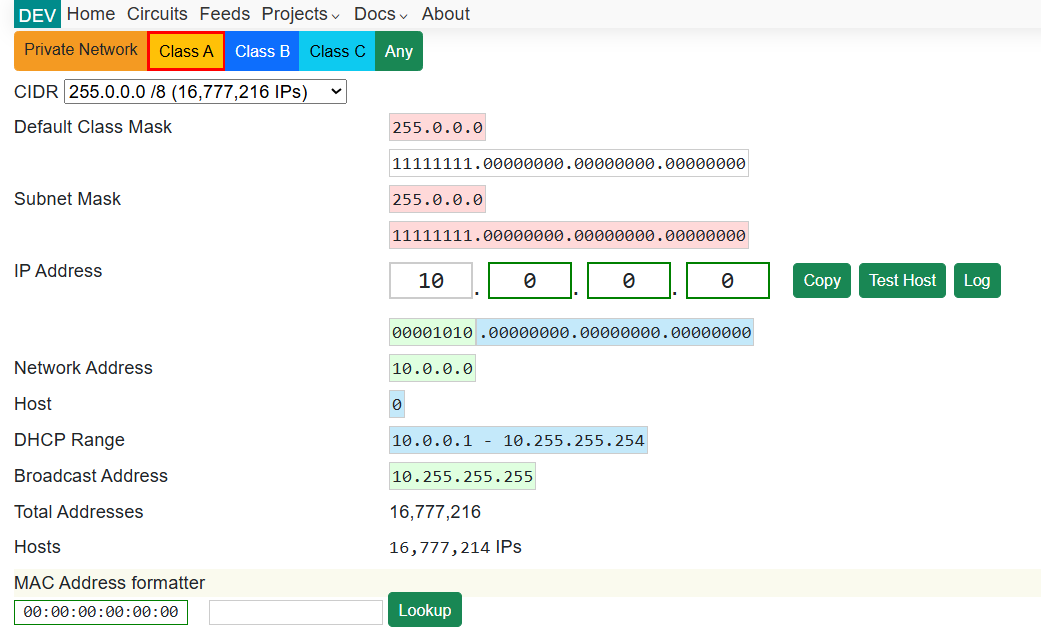 DEV Home Circuits Feeds Projects Docs About
Private Network Class A Class B Class C Any
CIDR 255.0.0.0 /8 (16,777,216 IPs)
Default Class Mask 255.0.0.0
11111111.00000000.00000000.00000000
Subnet Mask 255.0.0.0
11111111.00000000.00000000.00000000
IP Address 10 . 0 . 0 . 0 Copy Test Host Log
00001010.00000000.00000000.00000000
Network Address 10.0.0.0
Host 0
DHCP Range 10.0.0.1 - 10.255.255.254
Broadcast Address 10.255.255.255
Total Addresses 16,777,216
Hosts 16,777,214 IPs
MAC Address formatter
00:00:00:00:00:00 Lookup